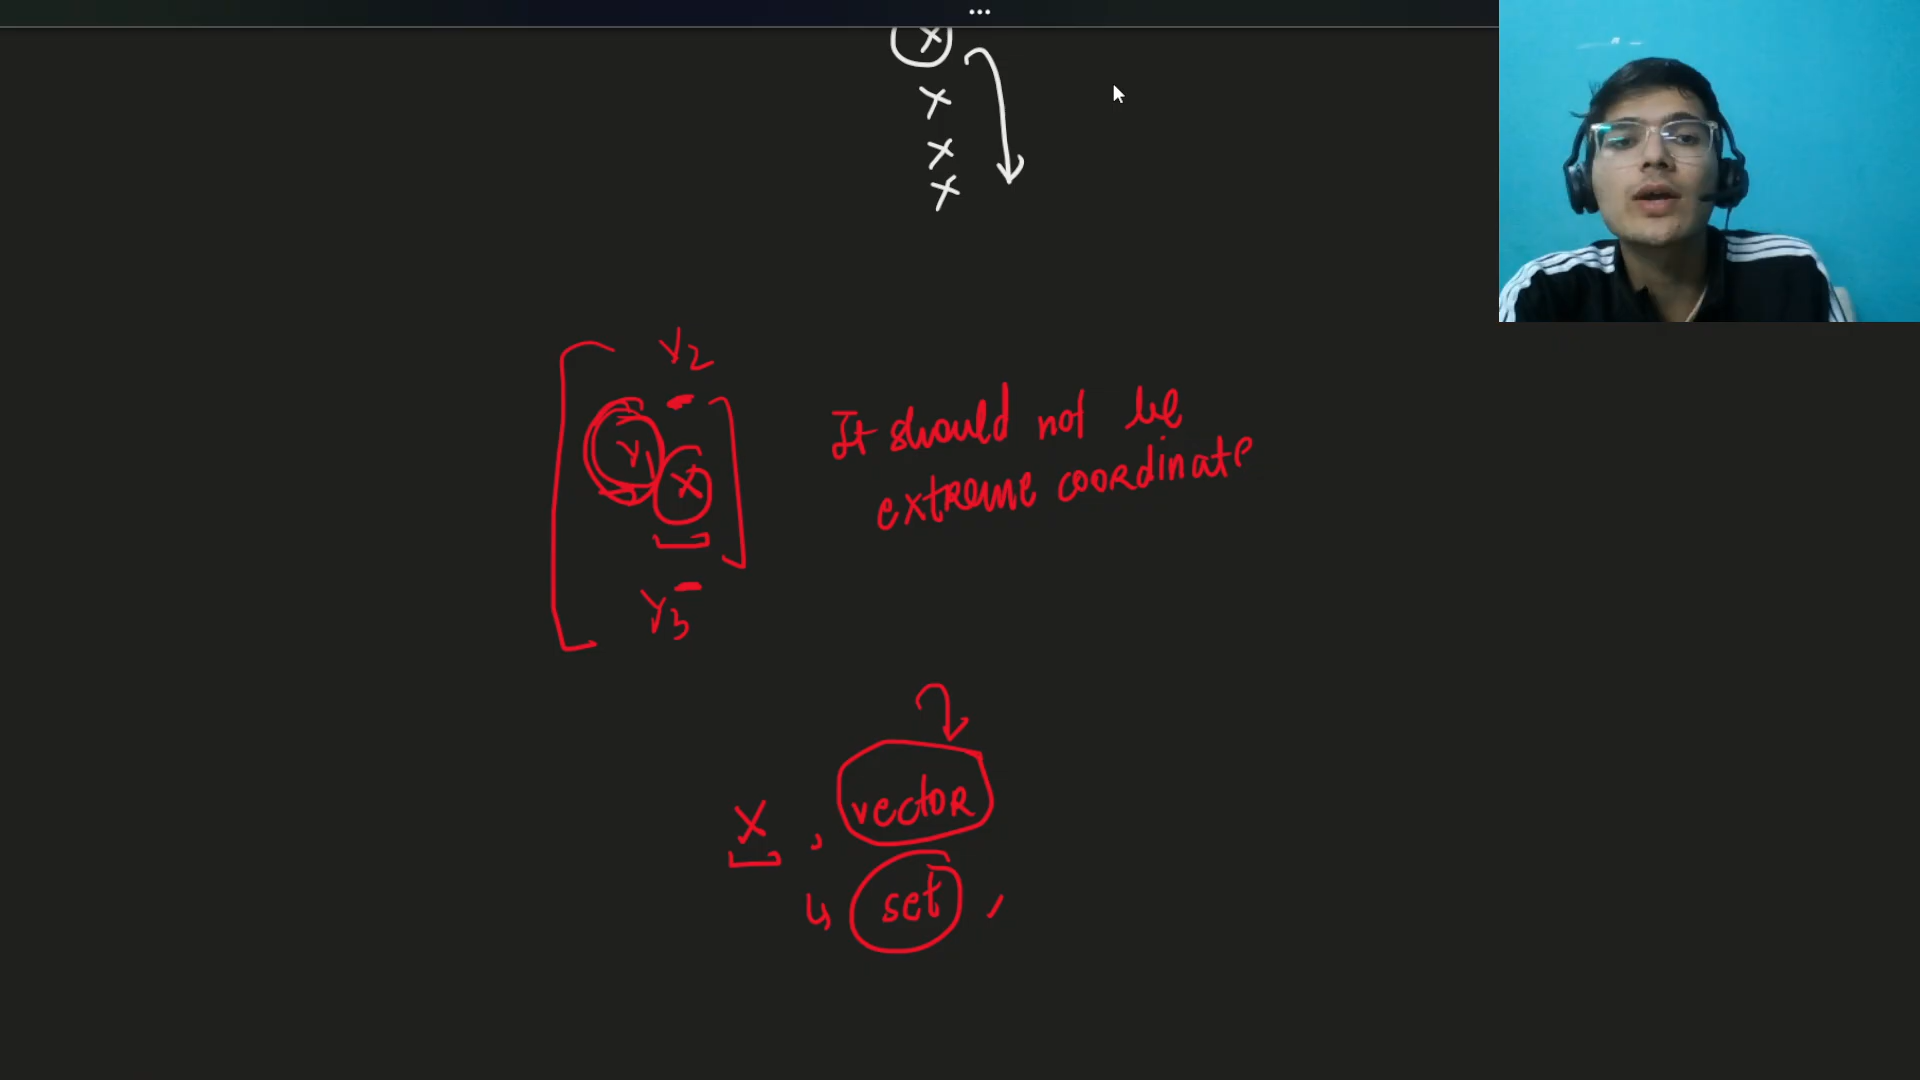 ...
x
x
x
x
y2
y1
x
y3
It should not be
extreme coordinate
x , vector
↳ set ,